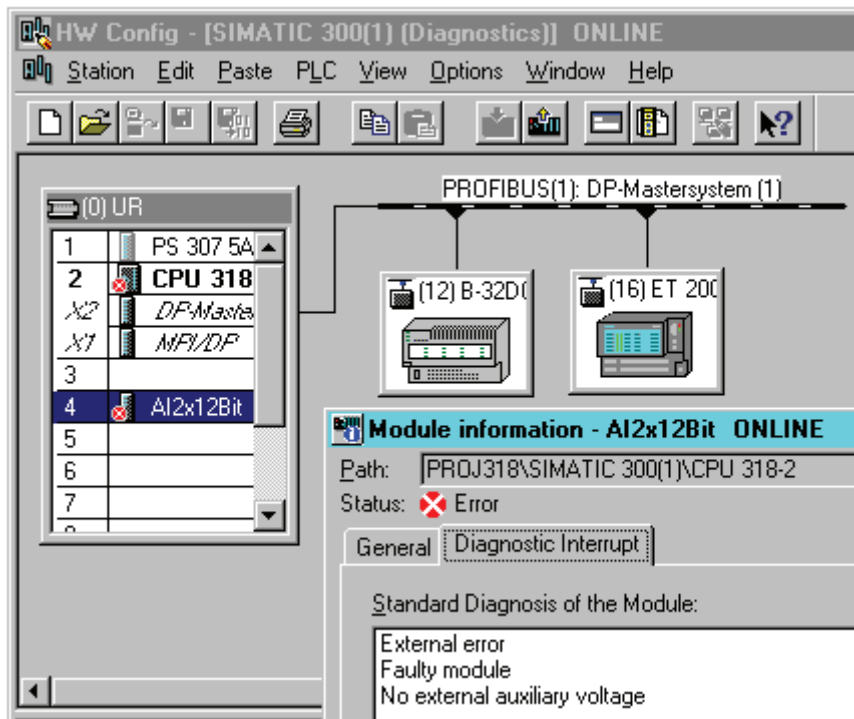 HW Config - [SIMATIC 300(1) (Diagnostics)] ONLINE
Station Edit Paste PLC View Options Window Help
(0) UR
1 PS 307 5A
2 CPU 318
X2 DP-Maste
X1 MPI/DP
3
4 AI2x12Bit
5
6
7
PROFIBUS(1): DP-Mastersystem (1)
(12) B-32D
(16) ET 200
Module information - AI2x12Bit ONLINE
Path: PROJ318\SIMATIC 300(1)\CPU 318-2
Status: Error
General Diagnostic Interrupt
Standard Diagnosis of the Module:
External error
Faulty module
No external auxiliary voltage